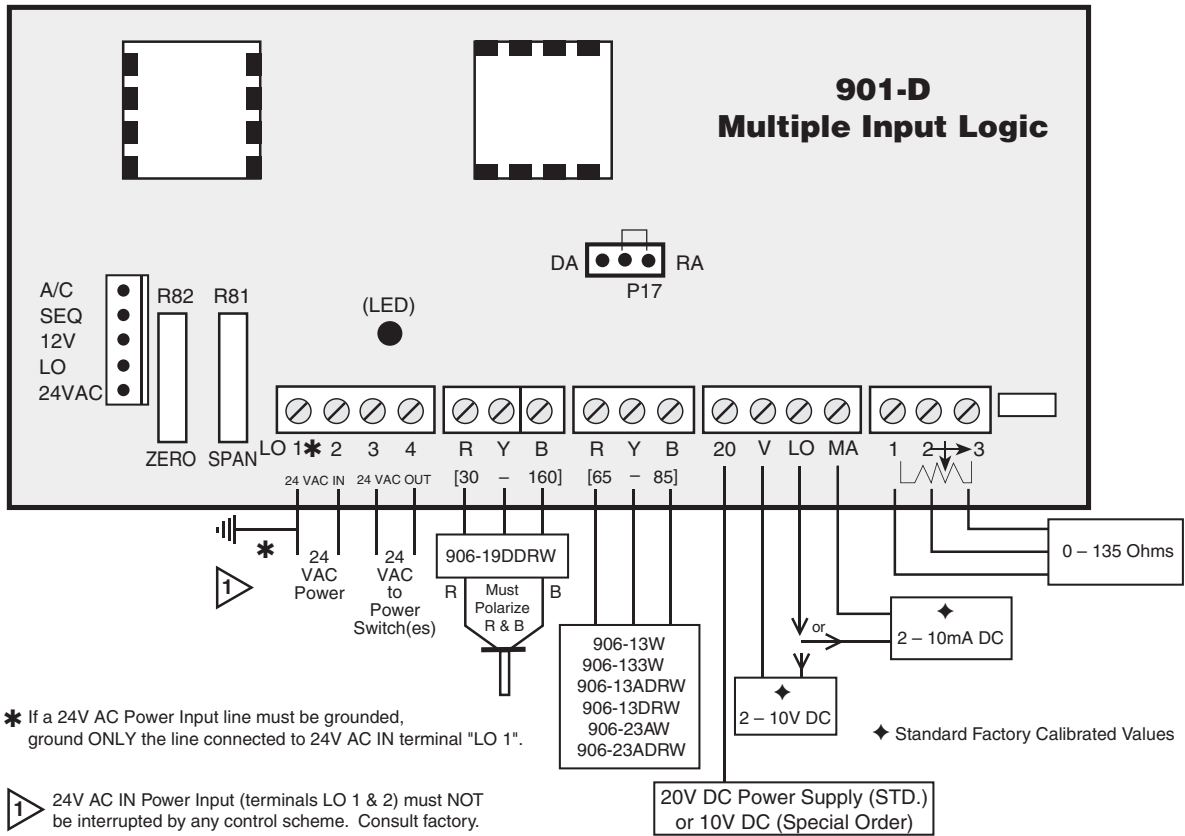 901-D
Multiple Input Logic
DA
RA
P17
A/C
SEQ
12V
LO
24VAC
R82
R81
(LED)
ZERO
SPAN
LO 1✱ 2 3 4
R Y B
R Y B
20 V LO MA
1 2 3
24 VAC IN
24 VAC OUT
[30 – 160]
[65 – 85]
✱
1
24
VAC
Power
24
VAC
to
Power
Switch(es)
906-19DDRW
R
Must
Polarize
R & B
B
906-13W
906-133W
906-13ADRW
906-13DRW
906-23AW
906-23ADRW
or
0 – 135 Ohms
✦
2 – 10mA DC
✦
2 – 10V DC
✦ Standard Factory Calibrated Values
20V DC Power Supply (STD.)
or 10V DC (Special Order)
✱ If a 24V AC Power Input line must be grounded,
ground ONLY the line connected to 24V AC IN terminal "LO 1".
1 24V AC IN Power Input (terminals LO 1 & 2) must NOT
be interrupted by any control scheme. Consult factory.